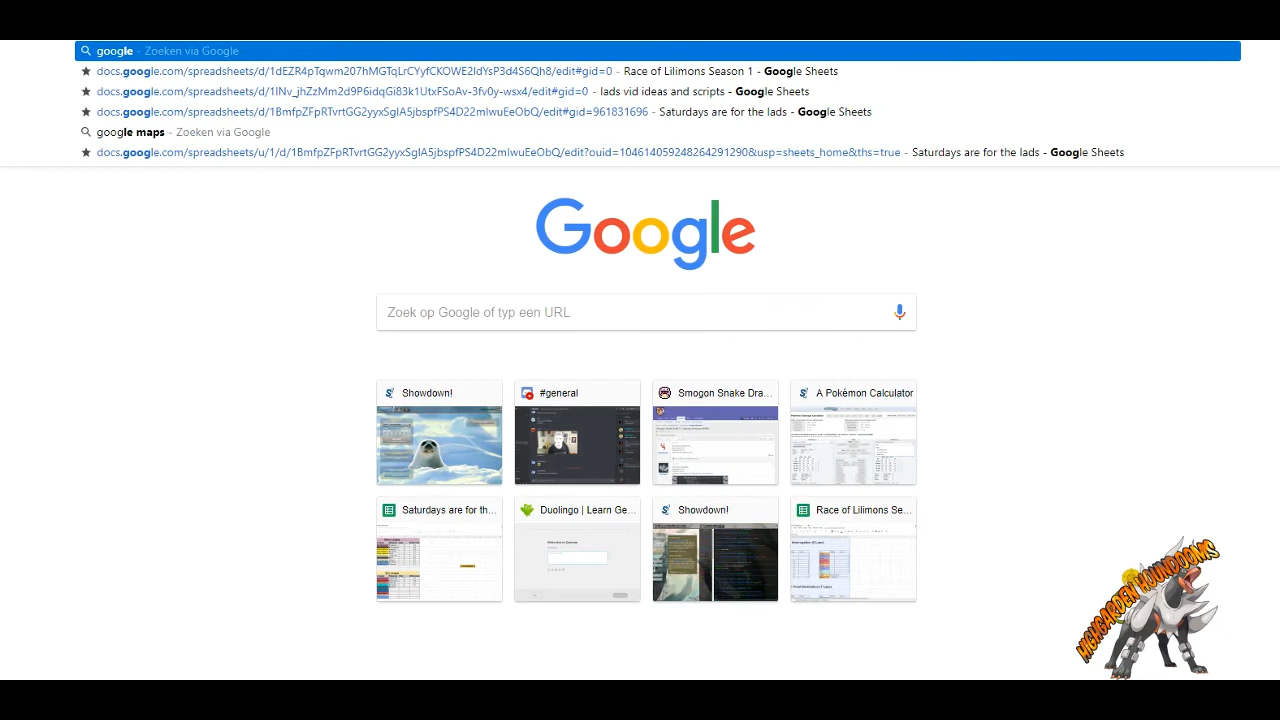 google - Zoeken via Google
docs.google.com/spreadsheets/d/1dEZR4pTqwm207hMGTqLrCYyfCKOWE2ldYsP3d4S6Qh8/edit#gid=0 - Race of Lilimons Season 1 - Google Sheets
docs.google.com/spreadsheets/d/1INv_jhZzMm2d9P6idqGi83k1UtxFSoAv-3fv0y-wsx4/edit#gid=0 - lads vid ideas and scripts - Google Sheets
docs.google.com/spreadsheets/d/1BmfpZFpRTvrtGG2yyxSglA5jbspfPS4D22mIwuEeObQ/edit#gid=961831696 - Saturdays are for the lads - Google Sheets
google maps - Zoeken via Google
docs.google.com/spreadsheets/u/1/d/1BmfpZFpRTvrtGG2yyxSglA5jbspfPS4D22mIwuEeObQ/edit?ouid=104614059248264291290&usp=sheets_home&ths=true - Saturdays are for the lads - Google Sheets
Google
Zoek op Google of typ een URL
Showdown!
#general
Smogon Snake Dra...
A Pokémon Calculator
Saturdays are for th...
Duolingo | Learn Ge...
Showdown!
Race of Lilimons Se...
HIGHGARDEN HOUNDOOMS